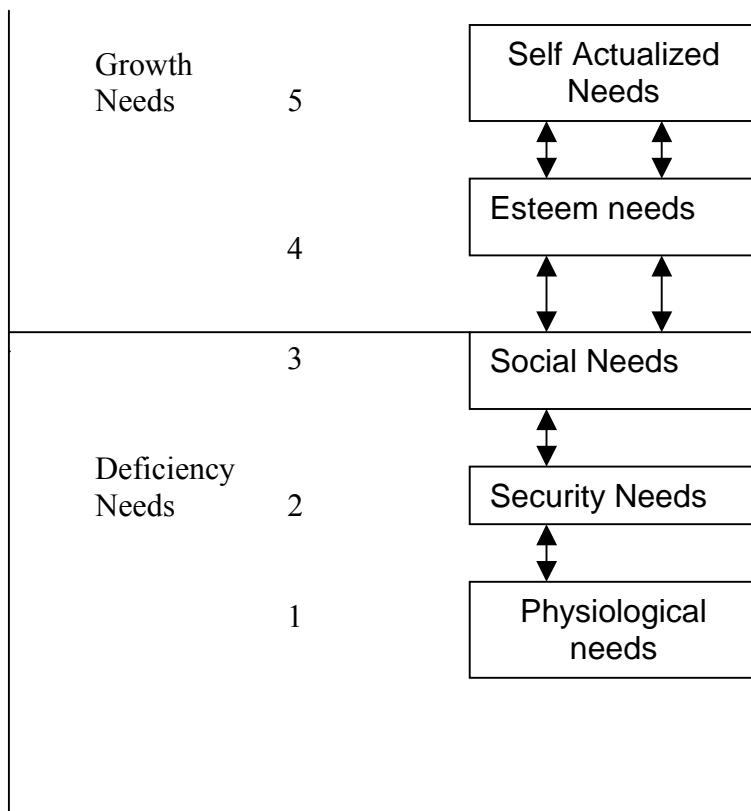 Self Actualized
Needs
Growth
Needs
5
Esteem needs
4
3
Social Needs
Deficiency
Needs
2
Security Needs
1
Physiological
needs